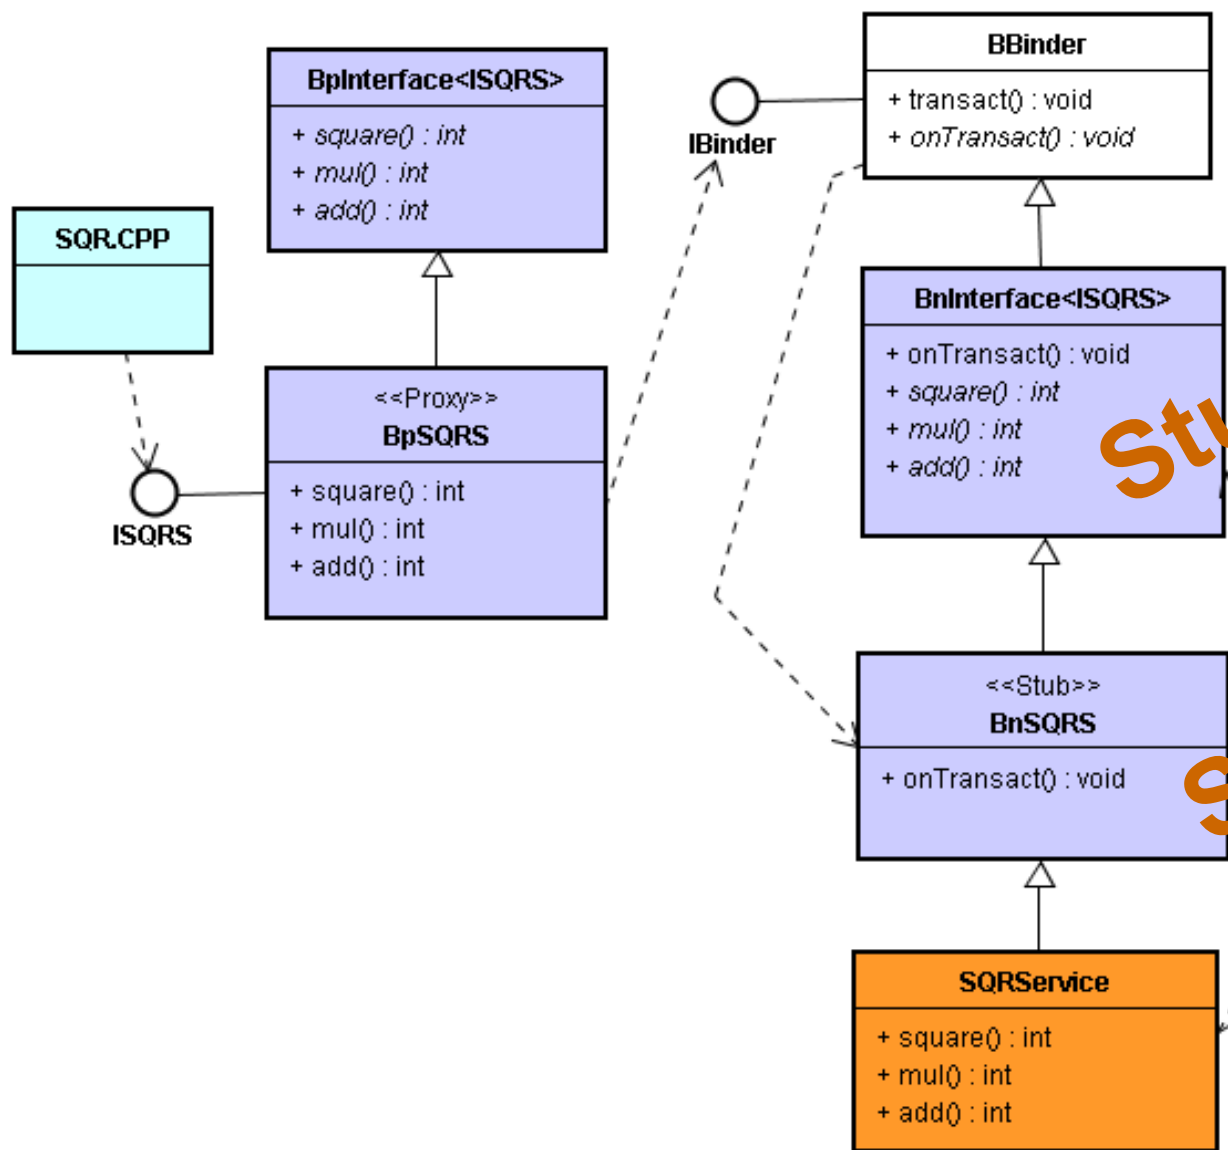 BpInterface<ISQRS>
+ square() : int
+ mul() : int
+ add() : int
SQR.CPP
<<Proxy>>
BpSQRS
+ square() : int
+ mul() : int
+ add() : int
ISQRS
IBinder
BBinder
+ transact() : void
+ onTransact() : void
BnInterface<ISQRS>
+ onTransact() : void
+ square() : int
+ mul() : int
+ add() : int
<<Stub>>
BnSQRS
+ onTransact() : void
SQRService
+ square() : int
+ mul() : int
+ add() : int